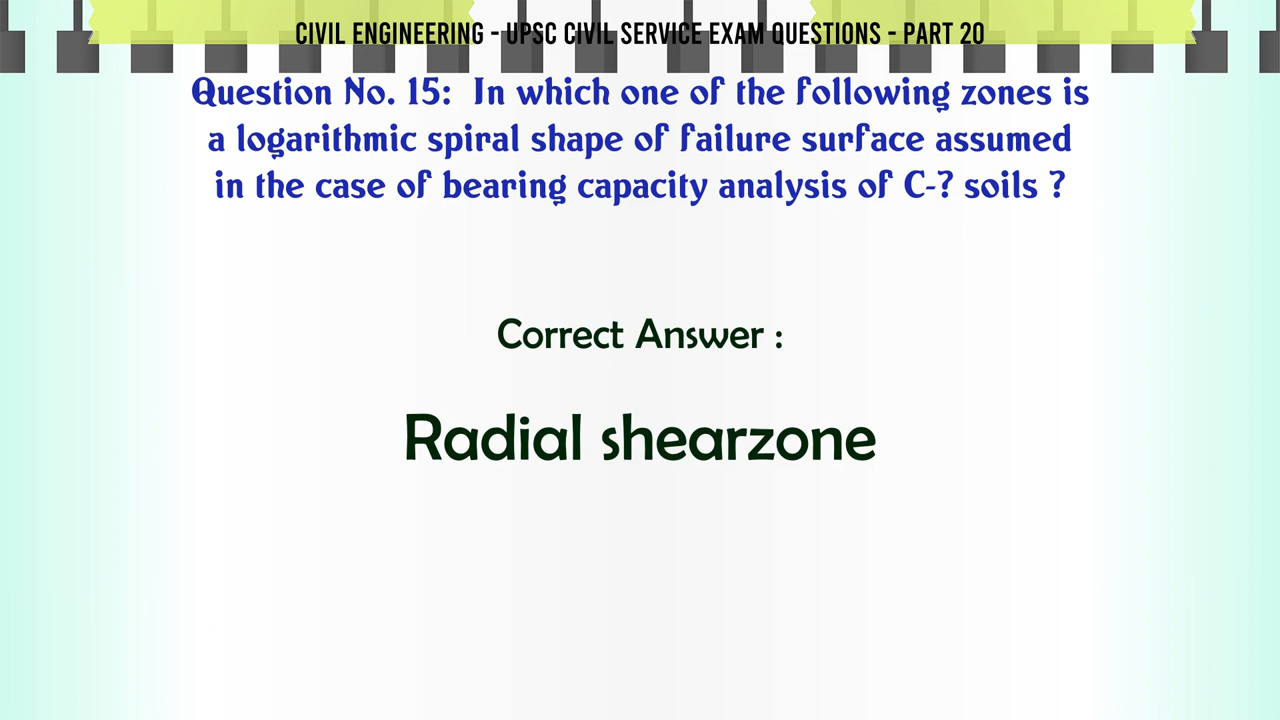 CIVIL ENGINEERING - UPSC CIVIL SERVICE EXAM QUESTIONS - PART 20
Question No. 15: In which one of the following zones is
a logarithmic spiral shape of failure surface assumed
in the case of bearing capacity analysis of C-? soils ?
Correct Answer :
Radial shearzone